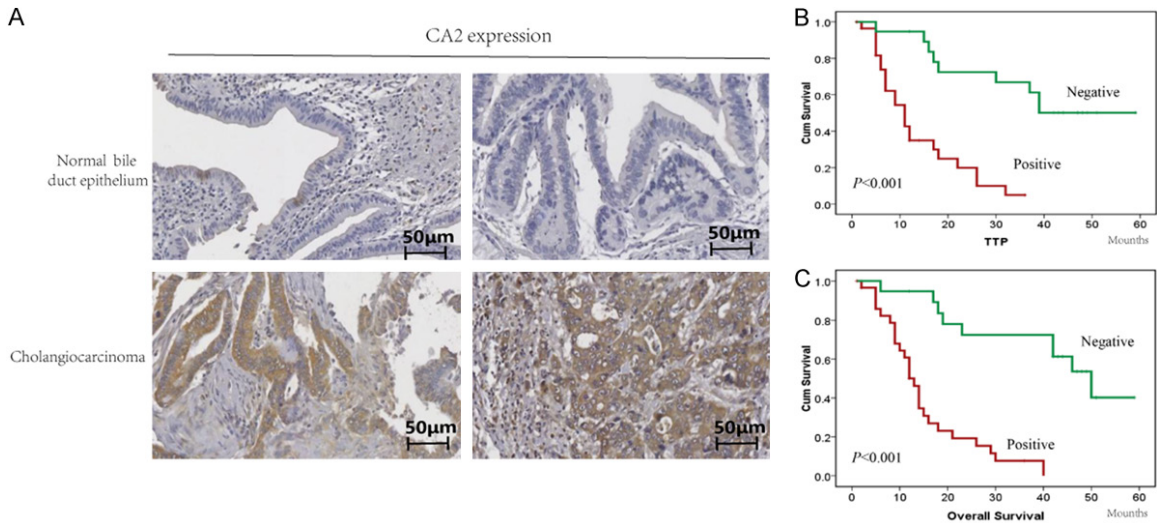 A
CA2 expression
Normal bile
duct epithelium
50µm
50µm
Cholangiocarcinoma
50µm
50µm
B
Cum Survival
1.0
0.8
0.6
0.4
0.2
0.0
Negative
Positive
P<0.001
0 10 20 30 40 50 60
TTP
Mounths
C
Cum Survival
1.0
0.8
0.6
0.4
0.2
0.0
Negative
Positive
P<0.001
0 10 20 30 40 50 60
Overall Survival
Mounths